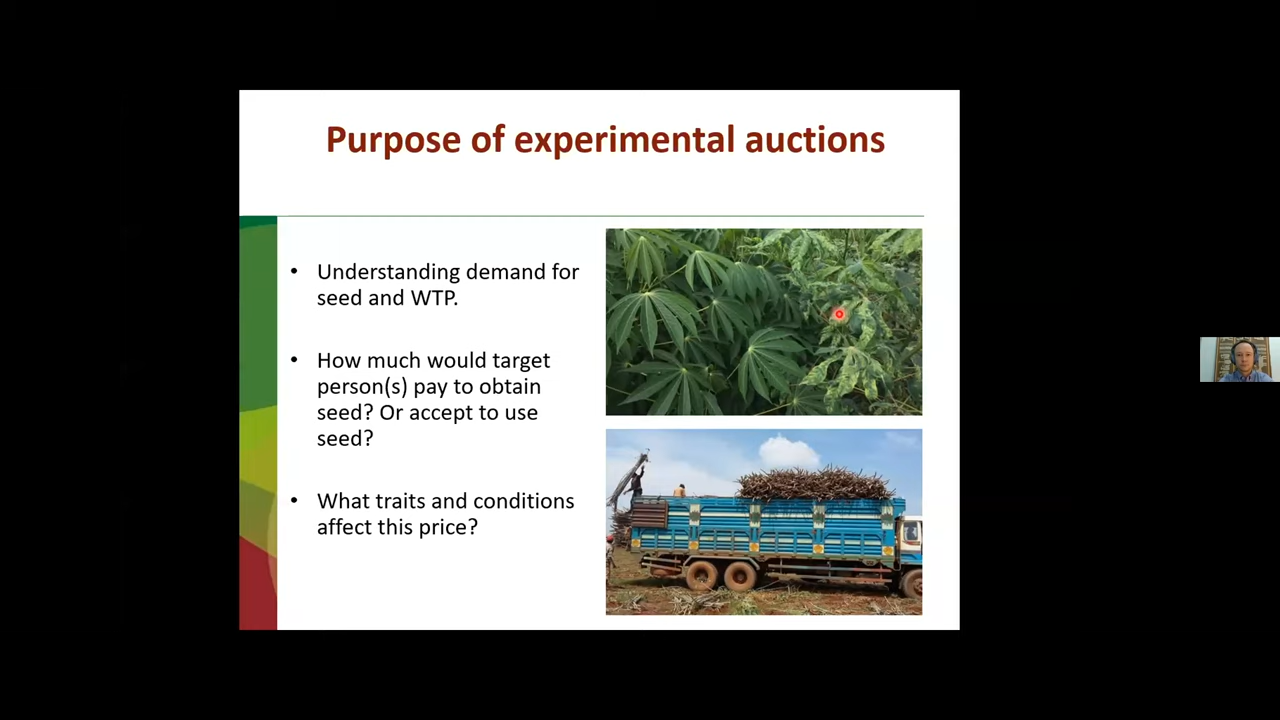 Purpose of experimental auctions
• Understanding demand for
seed and WTP.
• How much would target
person(s) pay to obtain
seed? Or accept to use
seed?
• What traits and conditions
affect this price?